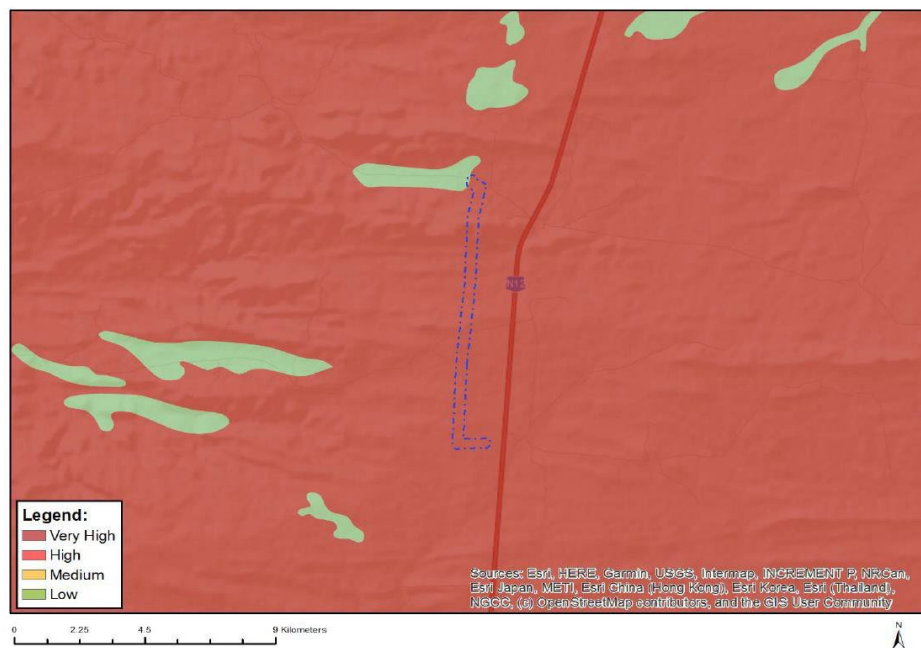 Legend:
Very High
High
Medium
Low
Sources: Esri, HERE, Garmin, USGS, Intermap, INCREMENT P, NRCan,
Esri Japan, METI, Esri China (Hong Kong), Esri Korea, Esri (Thailand),
NGCC, (c) OpenStreetMap contributors, and the GIS User Community
0 2.25 4.5 9 Kilometers
N